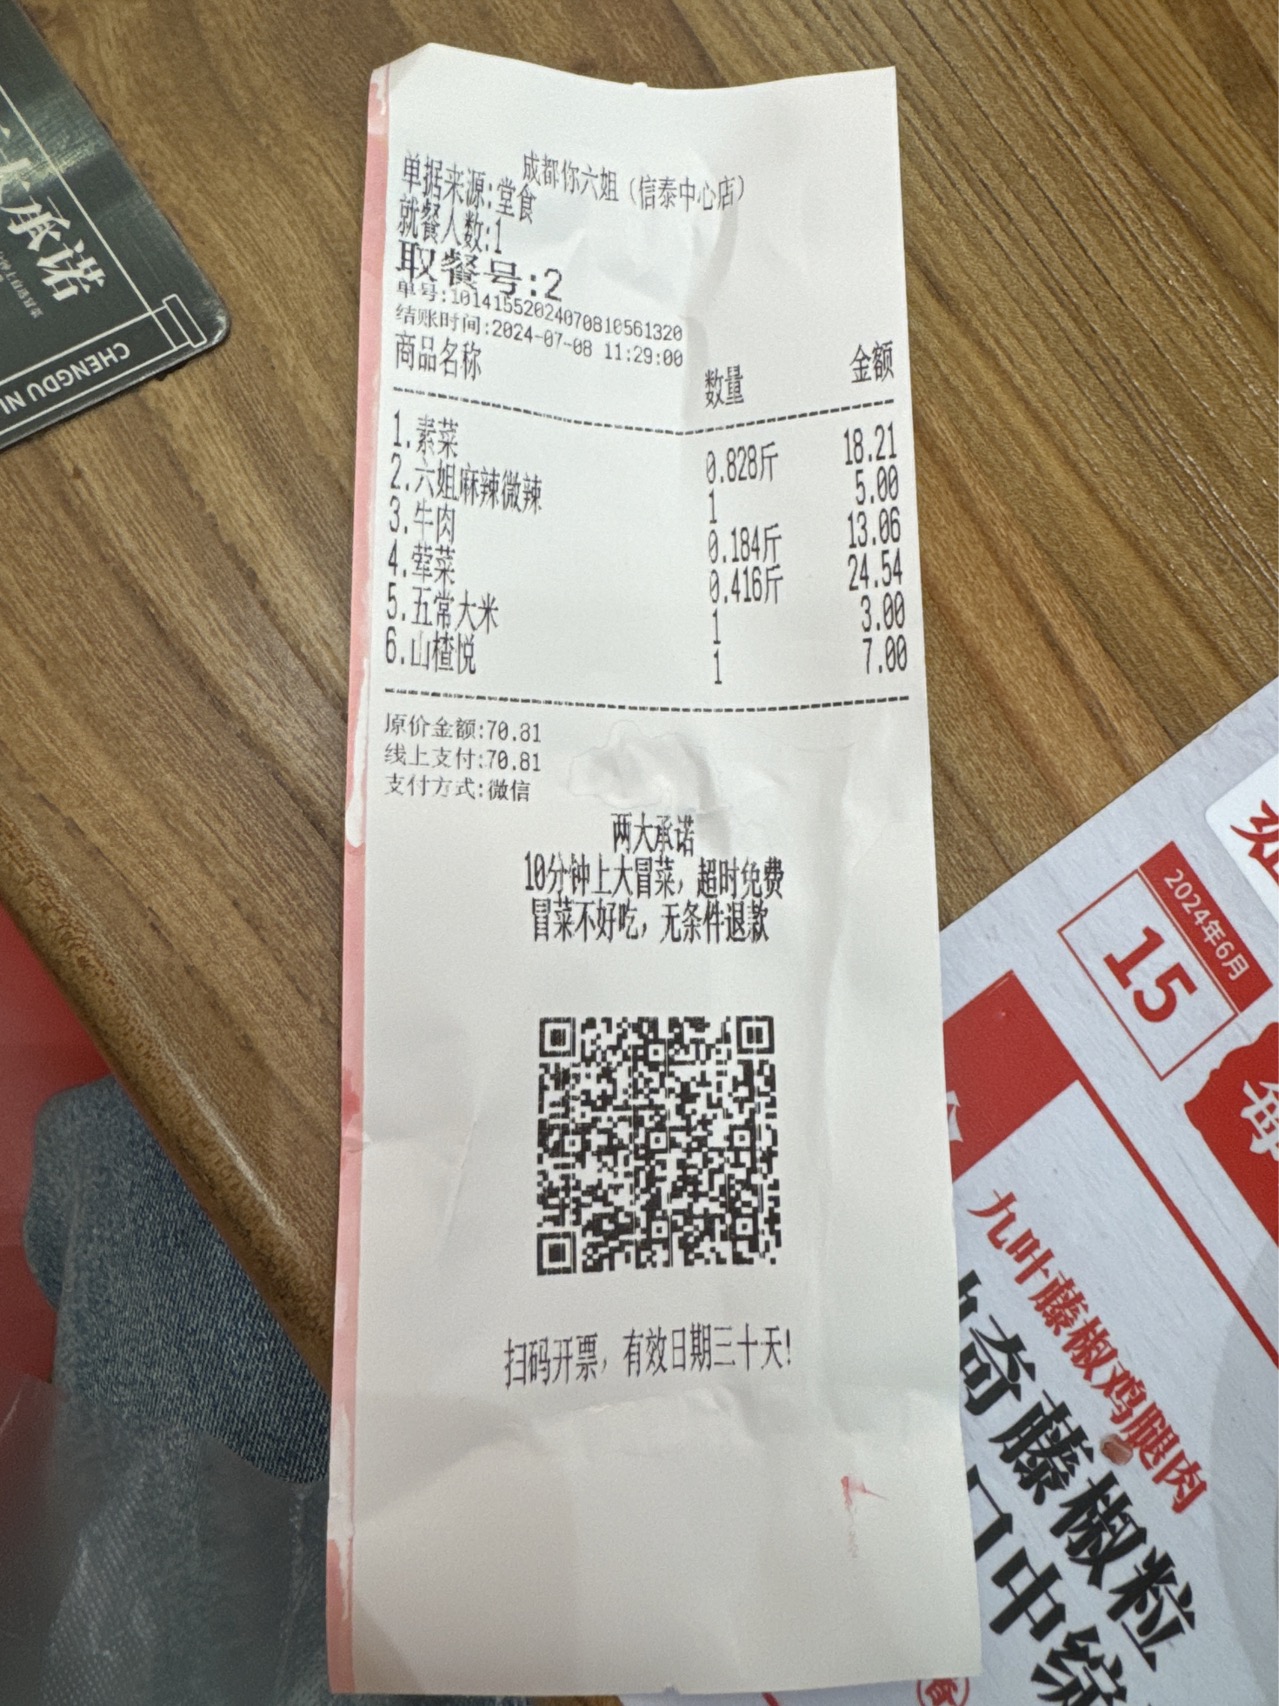 成都你六姐（信泰中心店）
单据来源:堂食
就餐人数:1
取餐号:2
单号:10141552024070810561320
结账时间:2024-07-08 11:29:00
商品名称 数量 金额
1.素菜 0.828斤 18.21
2.六姐麻辣微辣 1 5.00
3.牛肉 0.184斤 13.06
4.荤菜 0.416斤 24.54
5.五常大米 1 3.00
6.山楂悦 1 7.00
原价金额:70.81
线上支付:70.81
支付方式:微信
两大承诺
10分钟上大冒菜，超时免费
冒菜不好吃，无条件退款
扫码开票，有效日期三十天!
承诺
CHENGDU NI
2024年6月
15
每
九叶藤椒鸡腿肉
奇藤椒粒
口中绽